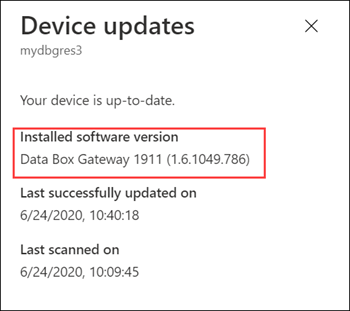 Device updates
mydbgres3
Your device is up-to-date.
Installed software version
Data Box Gateway 1911 (1.6.1049.786)
Last successfully updated on
6/24/2020, 10:40:18
Last scanned on
6/24/2020, 10:09:45